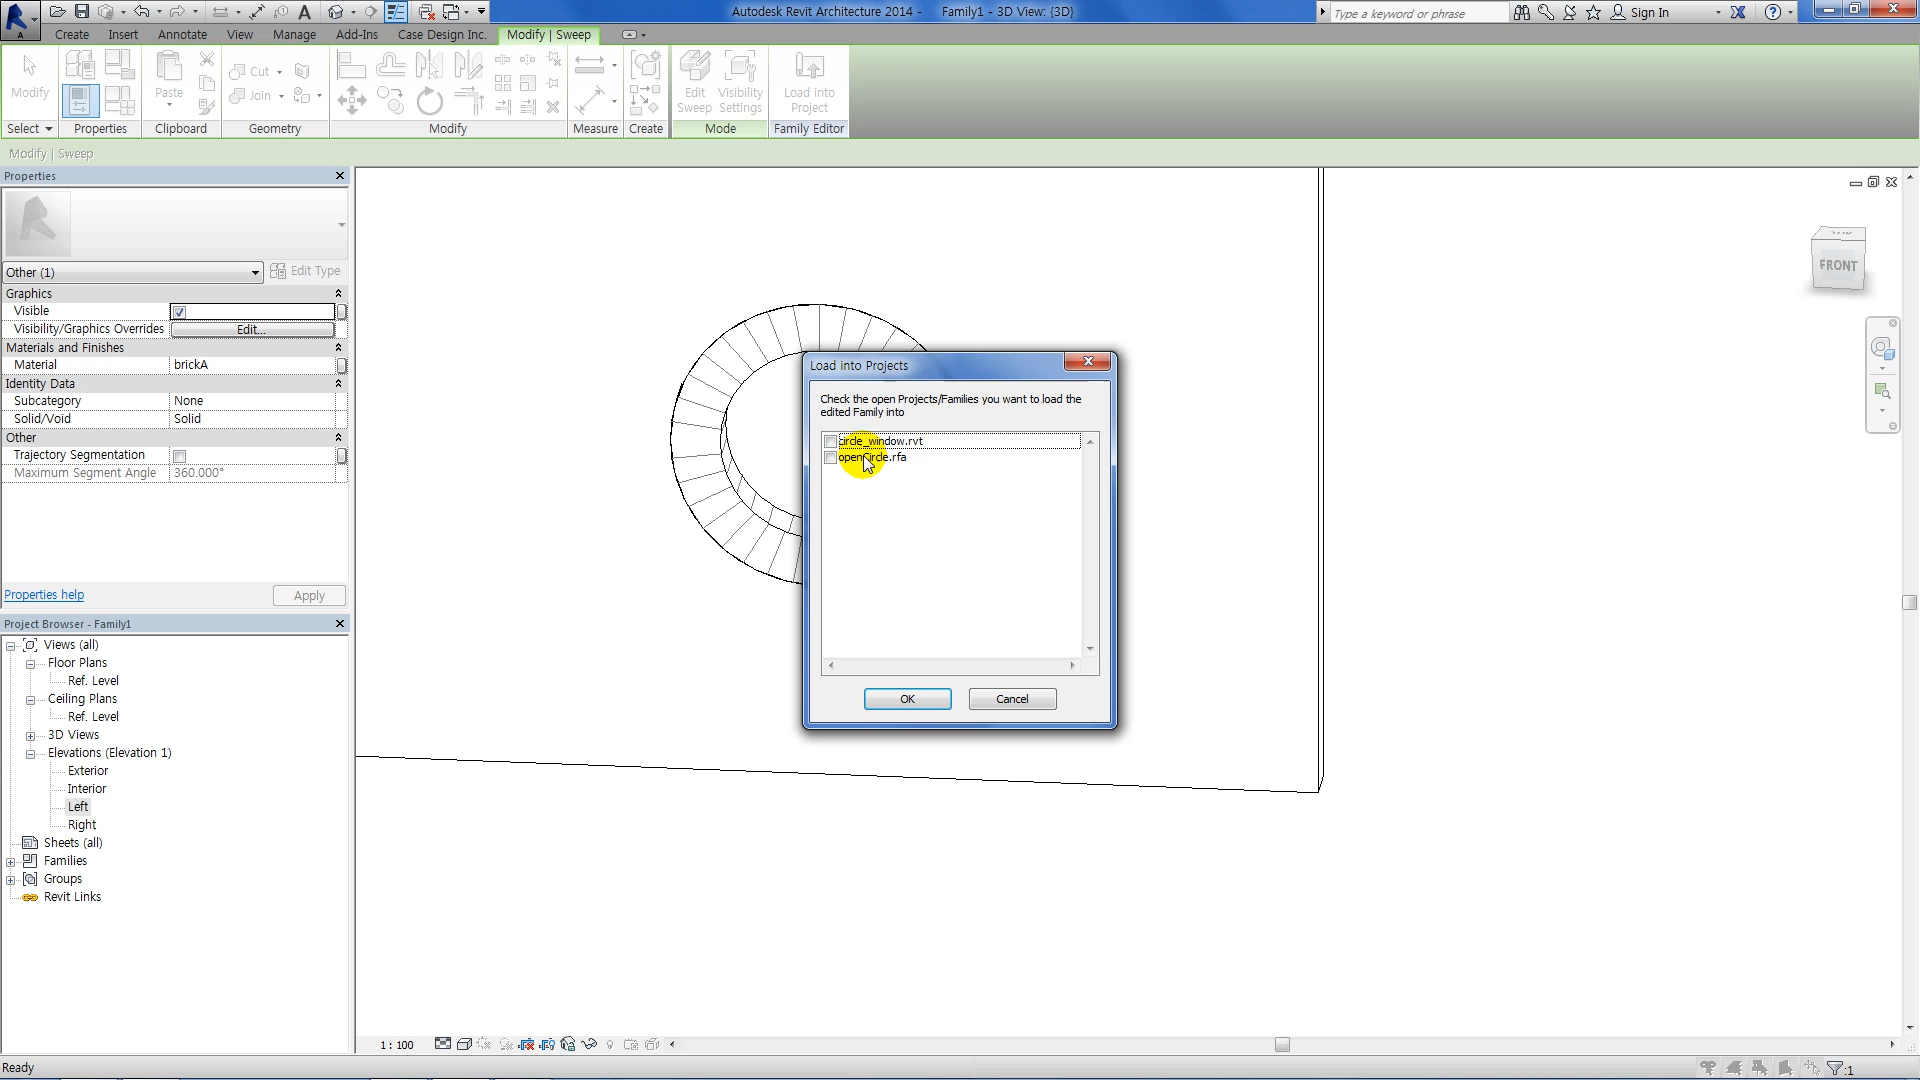 Autodesk Revit Architecture 2014 - Family1 - 3D View: {3D}
Type a keyword or phrase
Sign In
Create Insert Annotate View Manage Add-Ins Case Design Inc. Modify | Sweep
Modify
Paste
Cut
Join
Edit Sweep
Visibility Settings
Load into Project
Select Properties Clipboard Geometry Modify Measure Create Mode Family Editor
Modify | Sweep
Properties
Other (1) Edit Type
Graphics
Visible
Visibility/Graphics Overrides Edit...
Materials and Finishes
Material brickA
Identity Data
Subcategory None
Solid/Void Solid
Other
Trajectory Segmentation
Maximum Segment Angle 360.000°
Properties help Apply
Project Browser - Family1
Views (all)
Floor Plans
Ref. Level
Ceiling Plans
Ref. Level
3D Views
Elevations (Elevation 1)
Exterior
Interior
Left
Right
Sheets (all)
Families
Groups
Revit Links
Load into Projects
Check the open Projects/Families you want to load the
edited Family into
circle_window.rvt
openCircle.rfa
OK Cancel
FRONT
1 : 100
Ready
:1